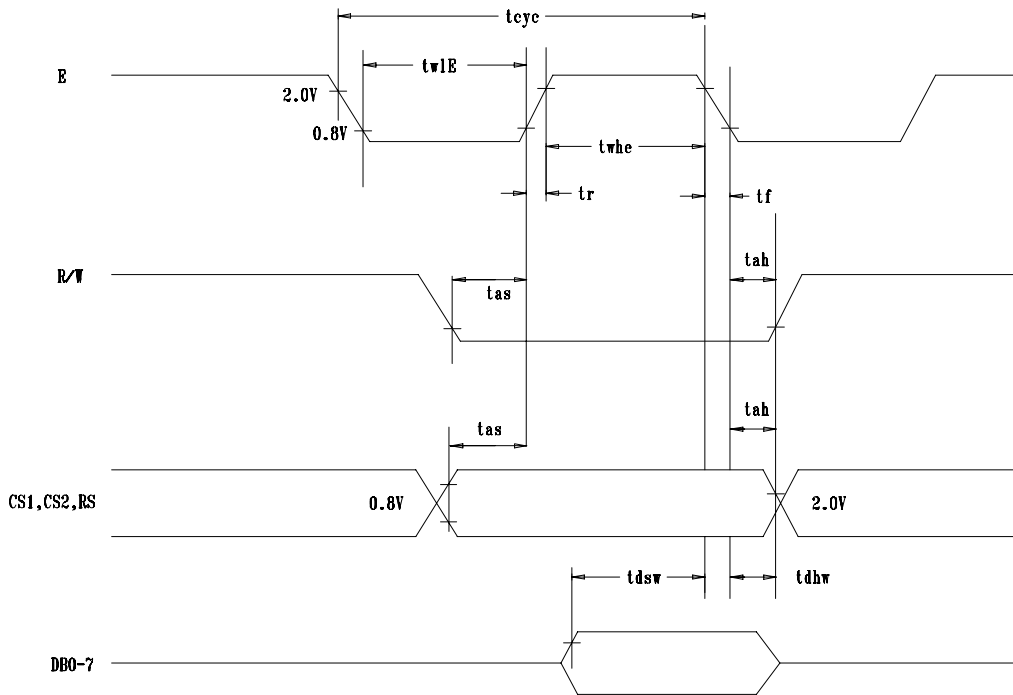 tcyc
E
twlE
2.0V
0.8V
twhe
tr
tf
R/W
tas
tah
tas
tah
CS1,CS2,RS
0.8V
2.0V
tdsw
tdhw
DB0-7